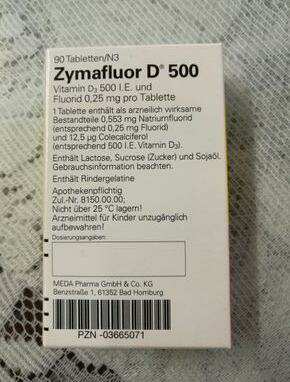 90 Tabletten/N3
Zymafluor D® 500
Vitamin D₃ 500 I.E. und
Fluorid 0,25 mg pro Tablette
1 Tablette enthält als arzneilich wirksame
Bestandteile 0,553 mg Natriumfluorid
(entsprechend 0,25 mg Fluorid)
und 12,5 µg Colecalciferol
(entsprechend 500 I.E. Vitamin D₃).
Enthält Lactose, Sucrose (Zucker) und Sojaöl.
Gebrauchsinformation beachten.
Enthält Rindergelatine
Apothekenpflichtig
Zul.-Nr. 8150.00.00;
Nicht über 25 °C lagern!
Arzneimittel für Kinder unzugänglich
aufbewahren!
Dosierungsangaben:
MEDA Pharma GmbH & Co. KG
Benzstraße 1, 61352 Bad Homburg
PZN -03665071